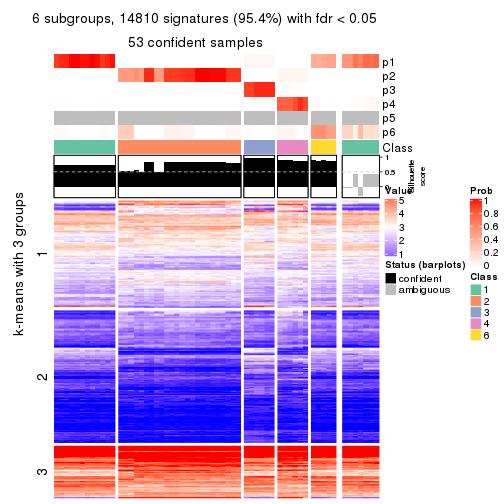 6 subgroups, 14810 signatures (95.4%) with fdr < 0.05
53 confident samples
p1
p2
p3
p4
p5
p6
Class
1
0.5
0
Silhouette
score
k-means with 3 groups
1
2
3
Value
5
4
3
2
1
Status (barplots)
confident
ambiguous
Prob
1
0.8
0.6
0.4
0.2
0
Class
1
2
3
4
6